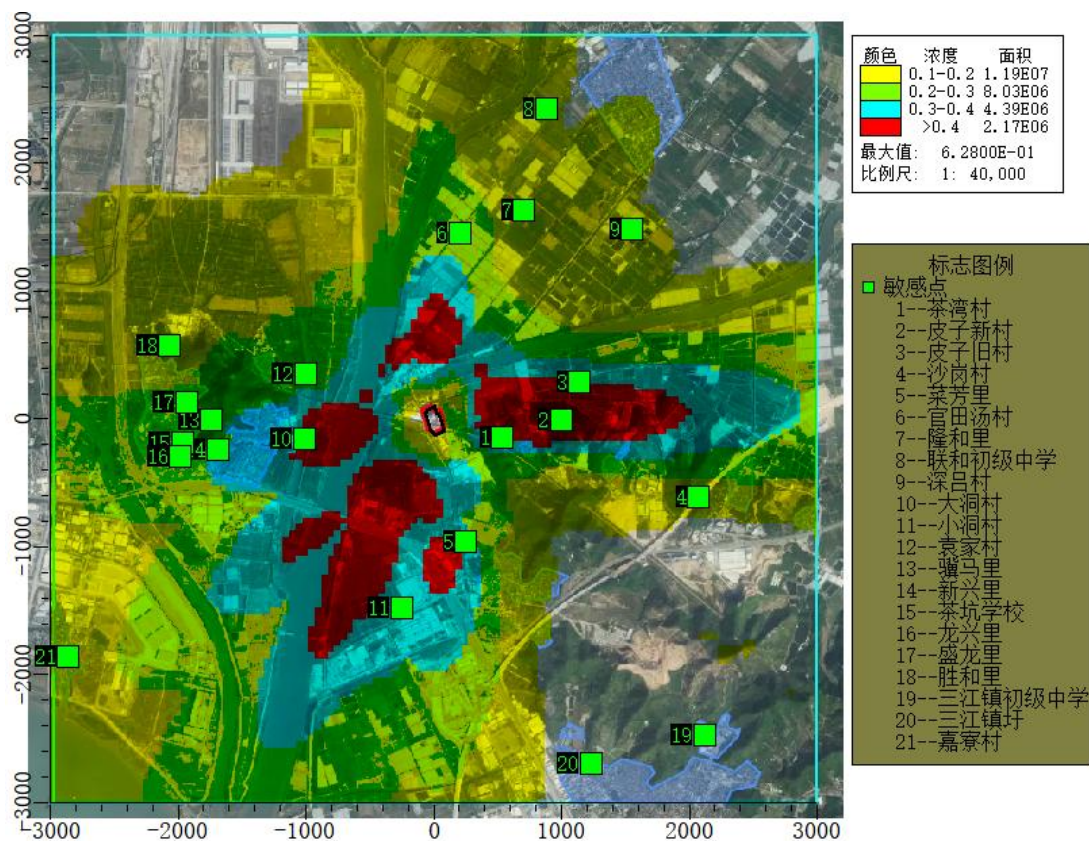 颜色 浓度 面积
0.1-0.2 1.19E07
0.2-0.3 8.03E06
0.3-0.4 4.39E06
>0.4 2.17E06
最大值: 6.2800E-01
比例尺: 1: 40,000
标志图例
敏感点
1--茶湾村
2--皮子新村
3--皮子旧村
4--沙岗村
5--菜芳里
6--官田汤村
7--隆和里
8--联和初级中学
9--深吕村
10--大洞村
11--小洞村
12--袁家村
13--骥马里
14--新兴里
15--茶坑学校
16--龙兴里
17--盛龙里
18--胜和里
19--三江镇初级中学
20--三江镇圩
21--嘉寮村
3000
2000
1000
0
-1000
-2000
-3000
-3000 -2000 -1000 0 1000 2000 3000
8
7
9
6
18
12
3
17
13
2
10
1
15
14
16
4
5
11
21
19
20